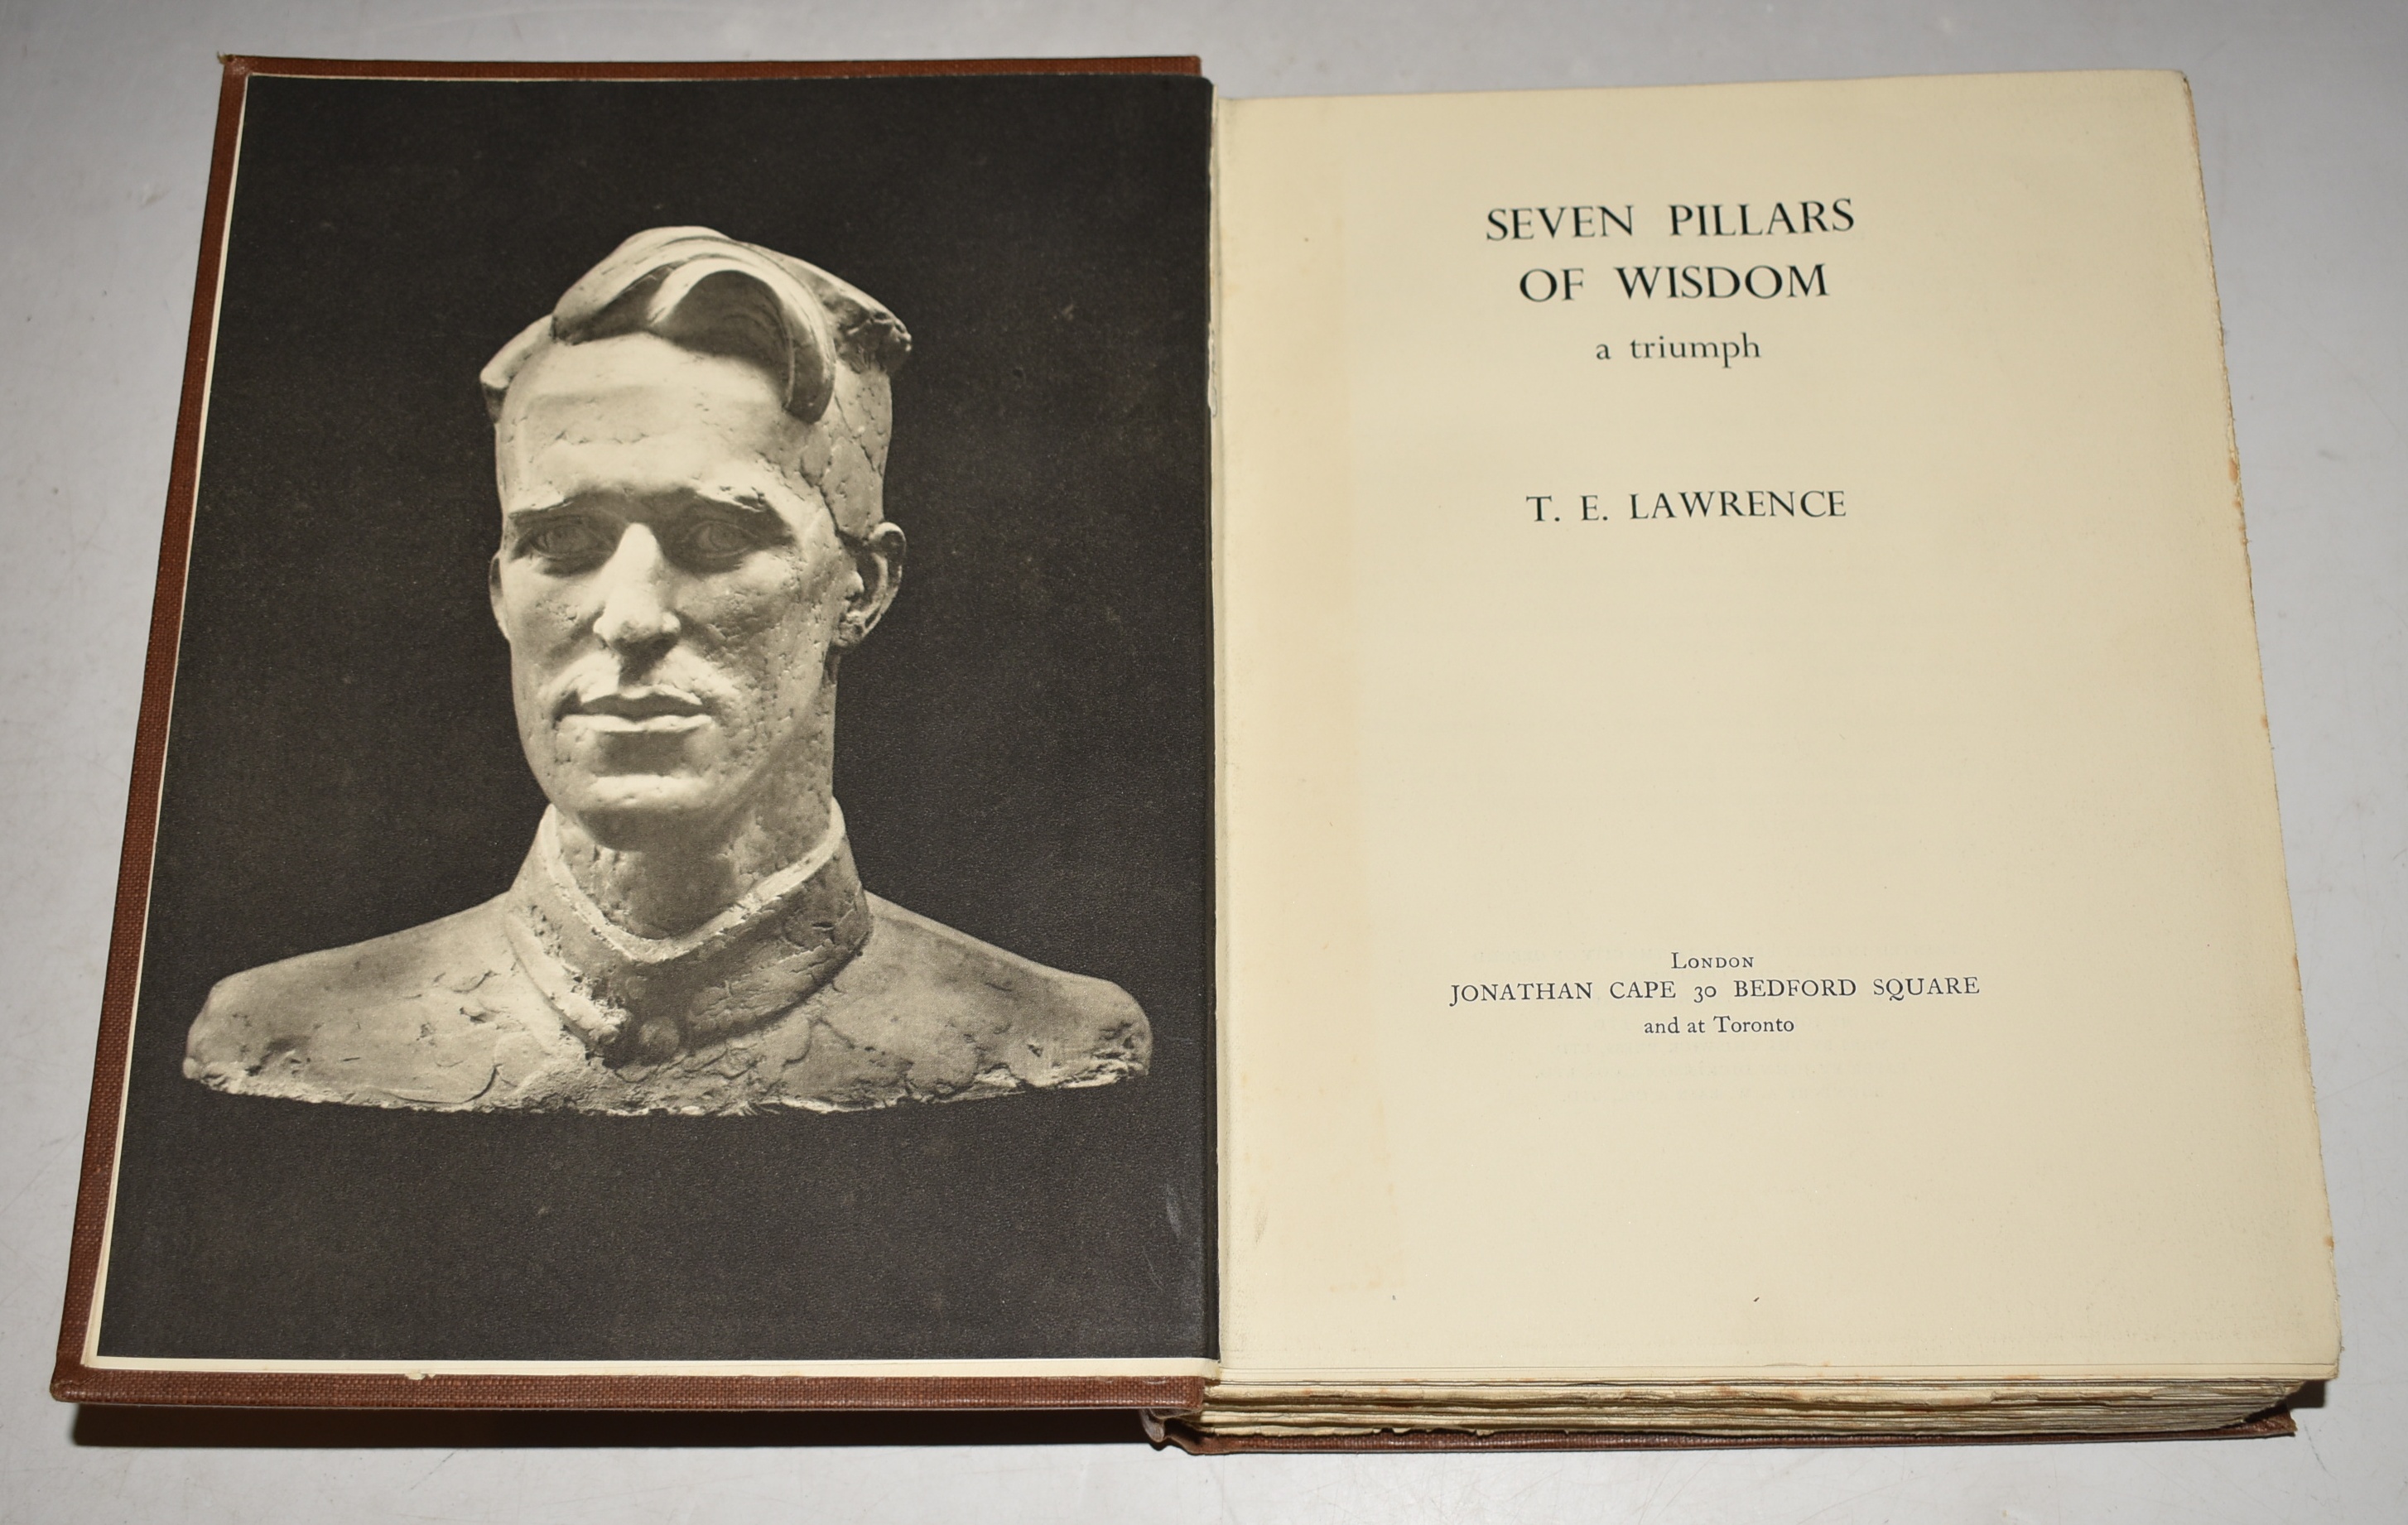 SEVEN PILLARS
OF WISDOM
a triumph
T. E. LAWRENCE
LONDON
JONATHAN CAPE 30 BEDFORD SQUARE
and at Toronto